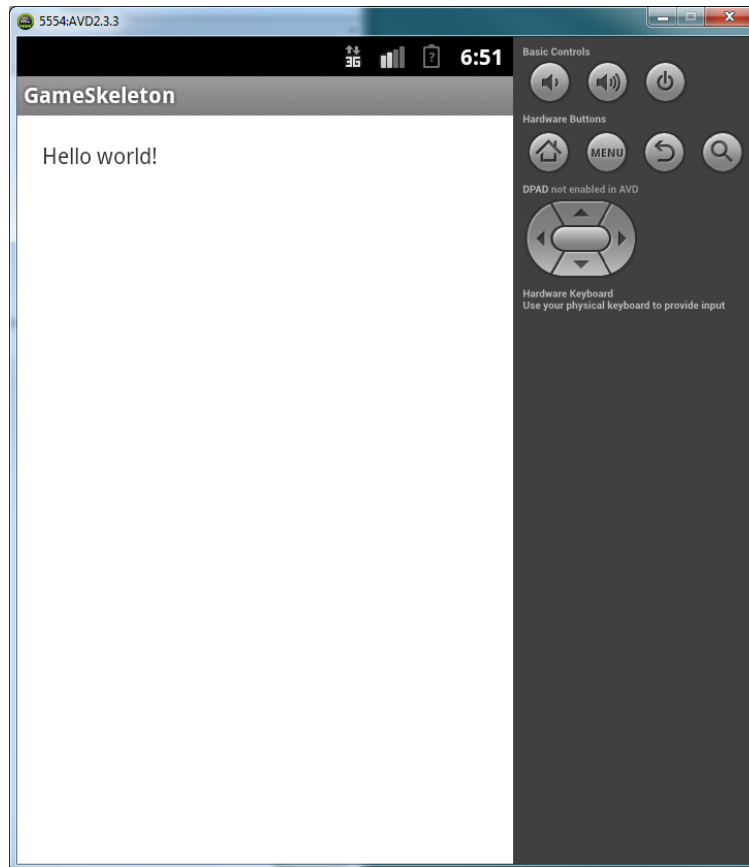 5554:AVD2.3.3
3G ? 6:51
GameSkeleton
Hello world!
Basic Controls
Hardware Buttons
MENU
DPAD not enabled in AVD
Hardware Keyboard
Use your physical keyboard to provide input